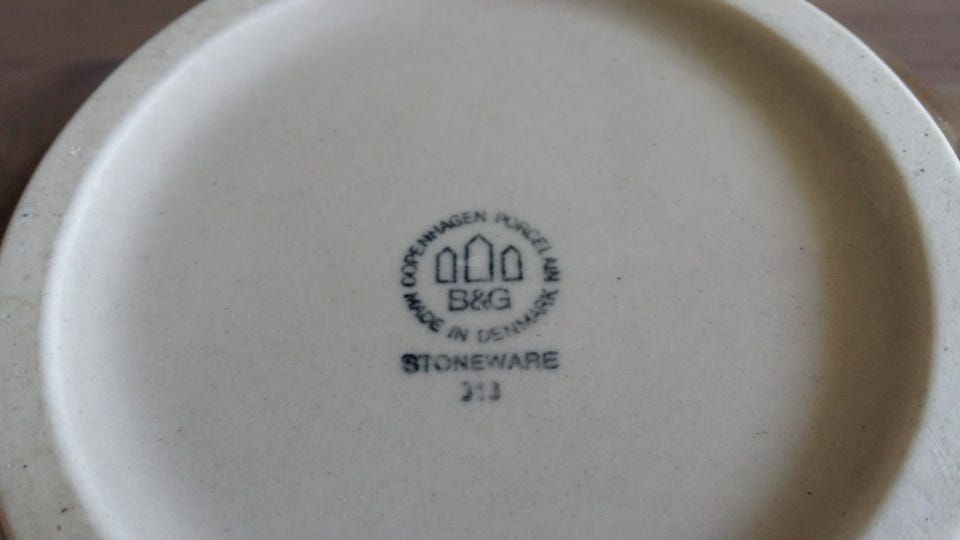 COPENHAGEN PORCELAIN
B&G
MADE IN DENMARK
STONEWARE